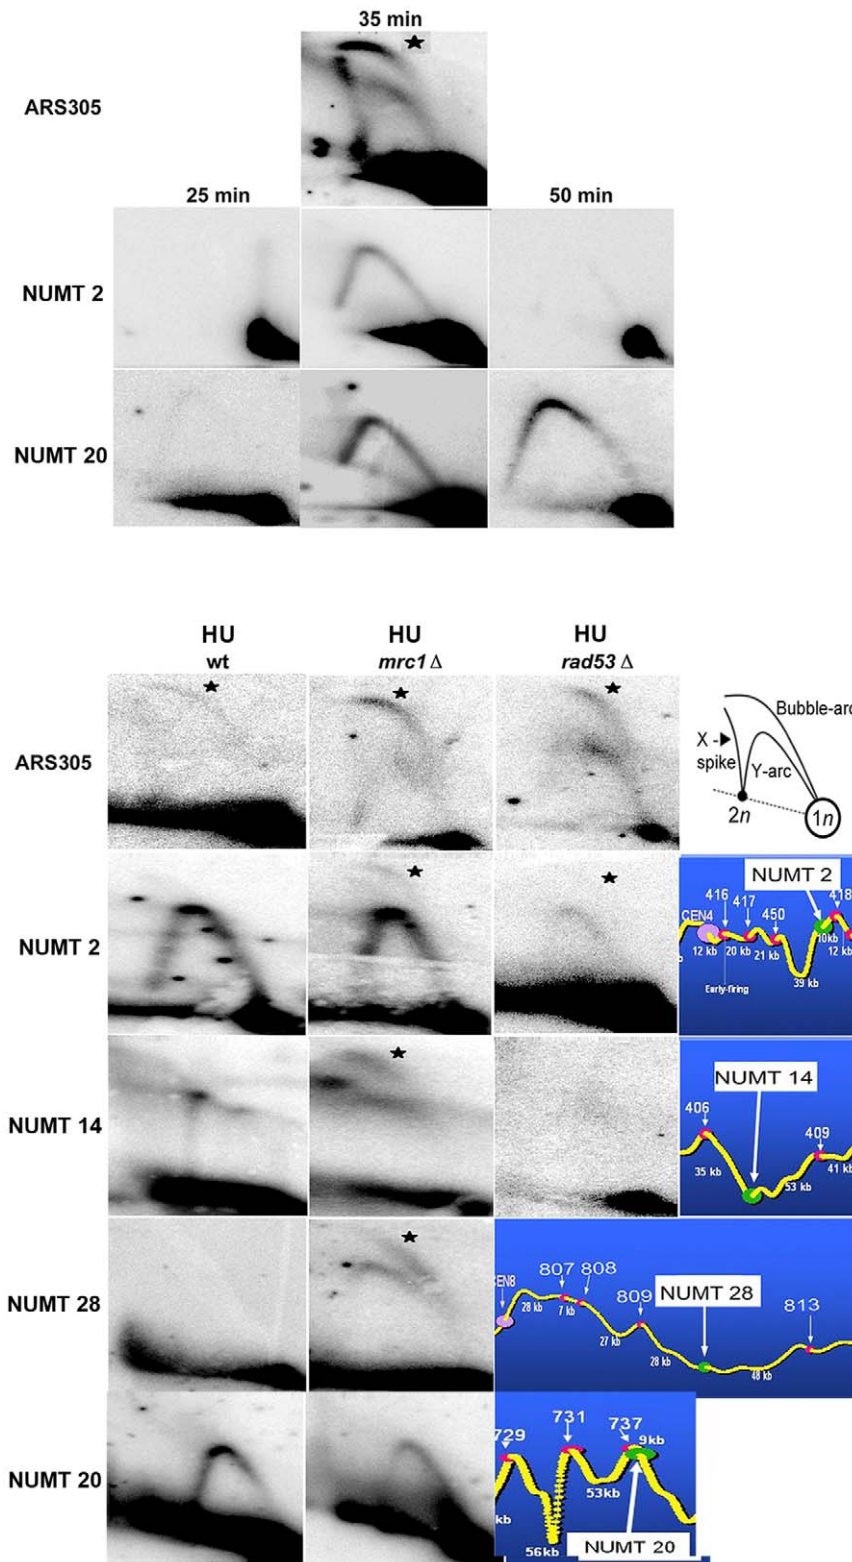 35 min
ARS305
25 min
50 min
NUMT 2
NUMT 20
HU
wt
HU
mrc1 Δ
HU
rad53 Δ
ARS305
Bubble-arc
X -
spike
Y-arc
2n
1n
NUMT 2
NUMT 2
416
417
450
418
CEN4
12 kb
20 kb
21 kb
10kb
12 kb
39 kb
Early-firing
NUMT 14
NUMT 14
406
409
35 kb
53 kb
41 kb
NUMT 28
CEN8
807
808
809
NUMT 28
813
28 kb
7 kb
27 kb
28 kb
48 kb
NUMT 20
729
731
737
9kb
kb
53kb
56kb
NUMT 20